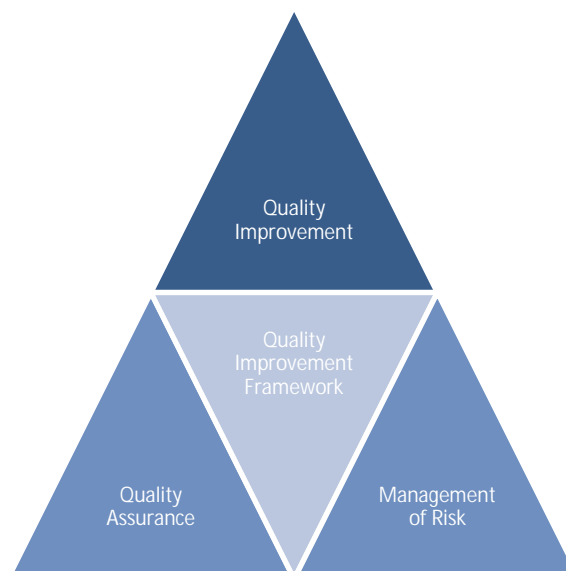 Quality
Improvement
Quality
Improvement
Framework
Quality
Assurance
Management
of Risk